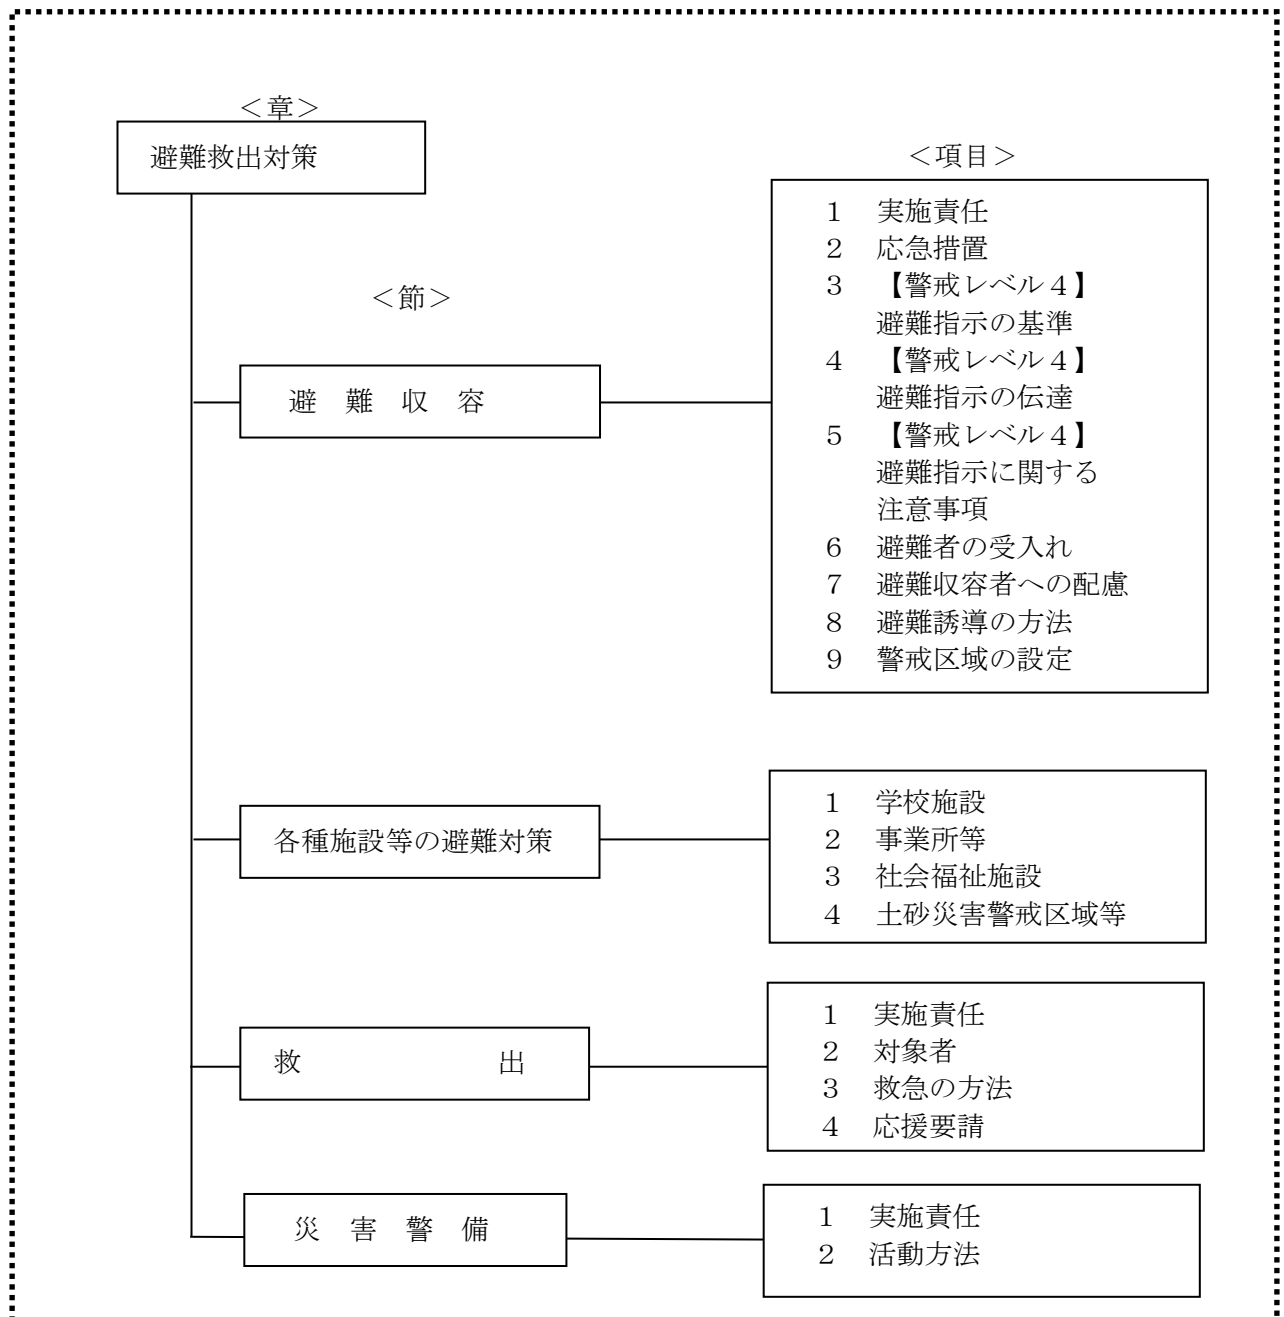 ＜章＞
避難救出対策
＜項目＞
＜節＞
避難収容
１　実施責任
２　応急措置
３　【警戒レベル４】
避難指示の基準
４　【警戒レベル４】
避難指示の伝達
５　【警戒レベル４】
避難指示に関する
注意事項
６　避難者の受入れ
７　避難収容者への配慮
８　避難誘導の方法
９　警戒区域の設定
各種施設等の避難対策
１　学校施設
２　事業所等
３　社会福祉施設
４　土砂災害警戒区域等
救　　　　　　　出
１　実施責任
２　対象者
３　救急の方法
４　応援要請
災　害　警　備
１　実施責任
２　活動方法